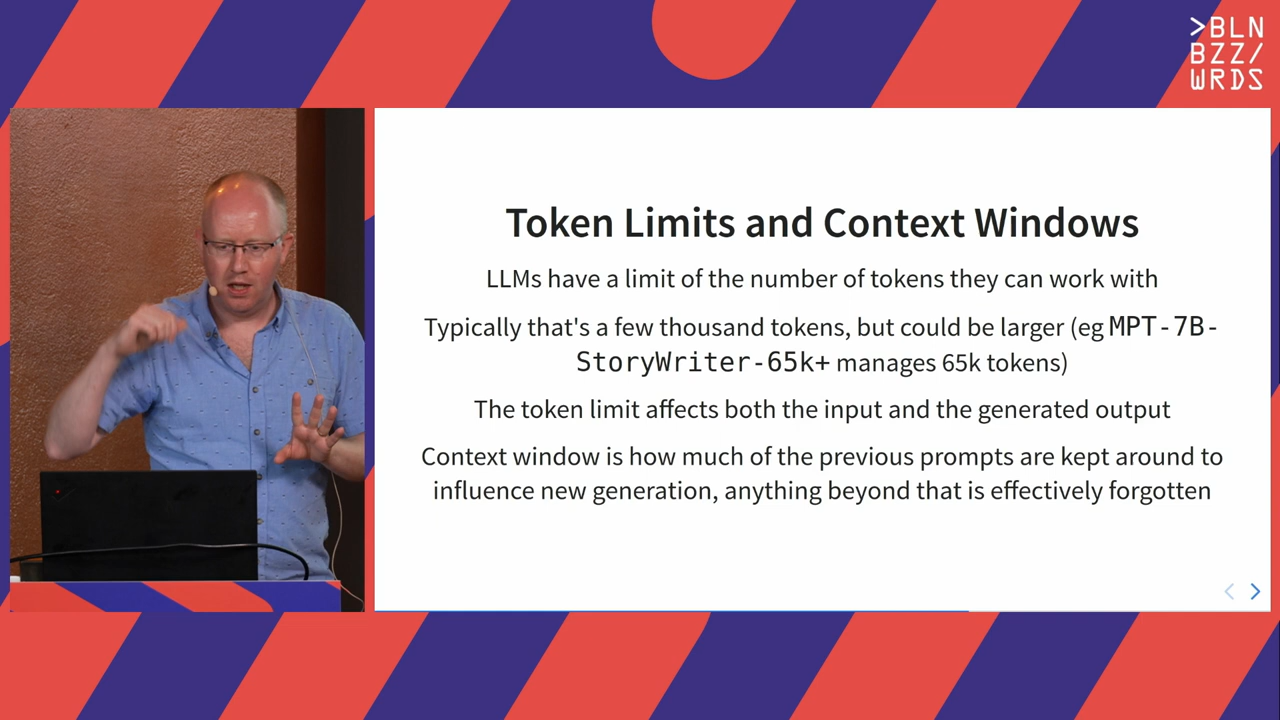 >BLN
BZZ/
WRDS
Token Limits and Context Windows
LLMs have a limit of the number of tokens they can work with
Typically that's a few thousand tokens, but could be larger (eg MPT-7B-
StoryWriter-65k+ manages 65k tokens)
The token limit affects both the input and the generated output
Context window is how much of the previous prompts are kept around to
influence new generation, anything beyond that is effectively forgotten